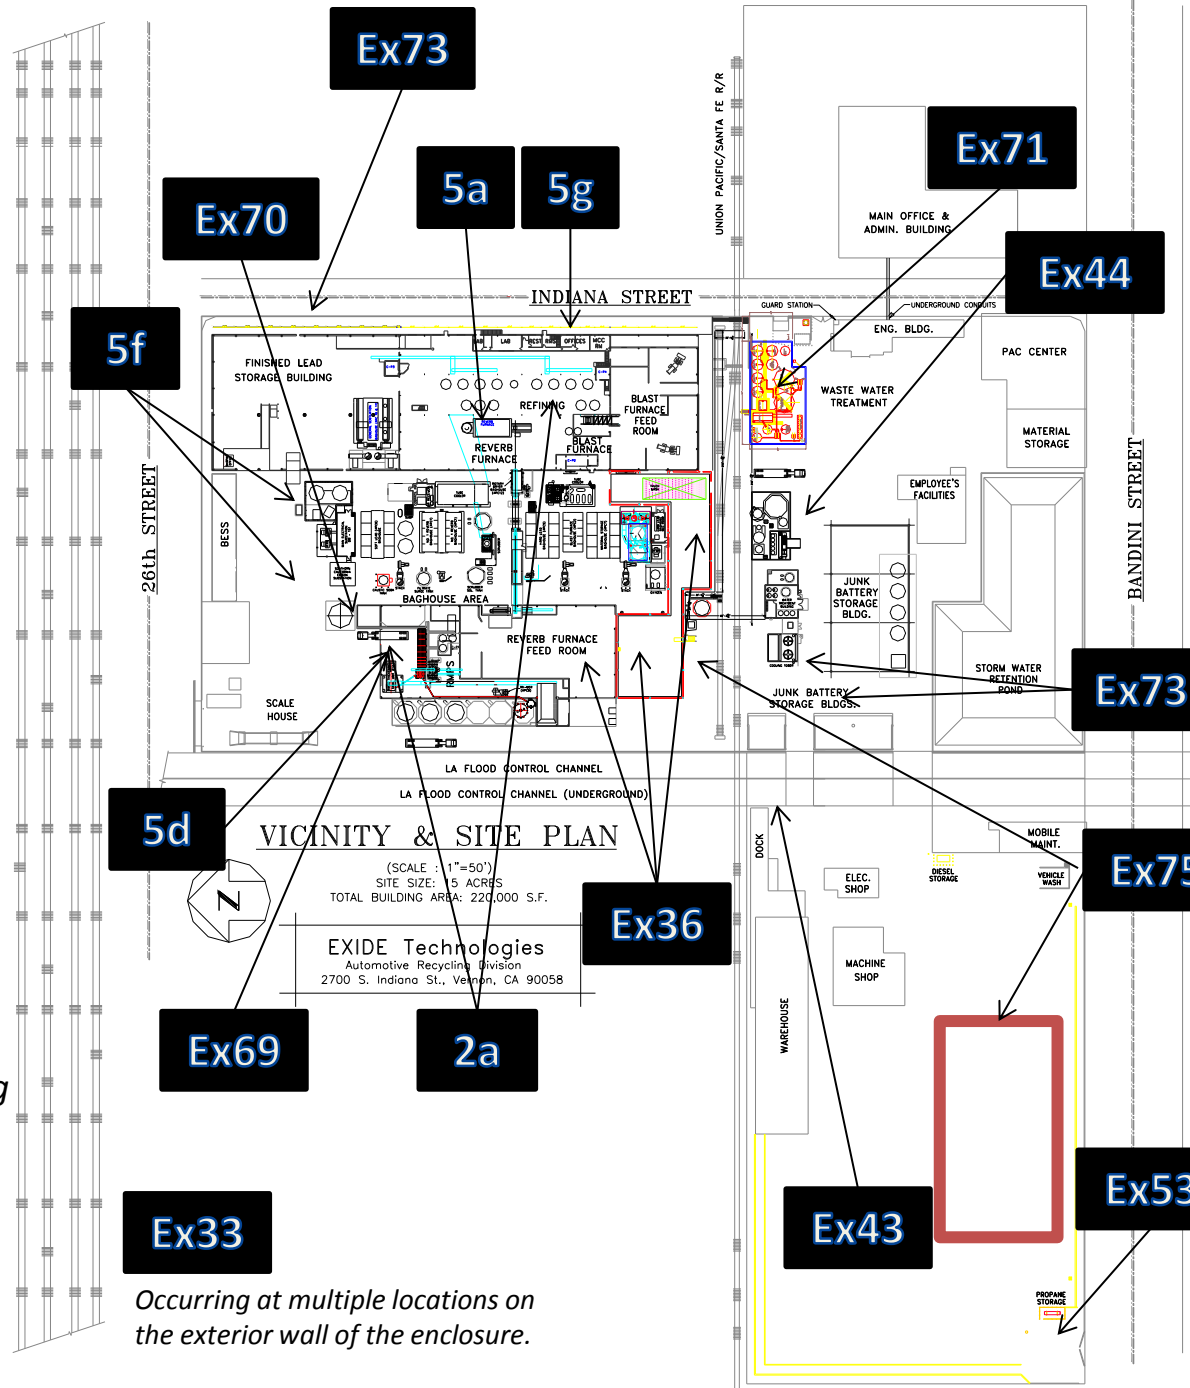 Ex73
Ex71
5a
5g
Ex70
UNION PACIFIC/SANTA FE R/R
MAIN OFFICE &
ADMIN. BUILDING
Ex44
INDIANA STREET
GUARD STATION
UNDERGROUND CONDUITS
ENG. BLDG.
5f
LAB
LAB
REST
RMS
OFFICES
MCC
RM
PAC CENTER
FINISHED LEAD
STORAGE BUILDING
WASTE WATER
TREATMENT
REFINING
BLAST
FURNACE
FEED
ROOM
REVERB
FURNACE
BLAST
FURNACE
MATERIAL
STORAGE
26th STREET
BESS
EMPLOYEE'S
FACILITIES
BANDINI STREET
BAGHOUSE AREA
JUNK
BATTERY
STORAGE
BLDG.
REVERB FURNACE
FEED ROOM
RMPS
STORM WATER
RETENTION
POND
Ex73
JUNK BATTERY
STORAGE BLDGS.
SCALE
HOUSE
LA FLOOD CONTROL CHANNEL
LA FLOOD CONTROL CHANNEL (UNDERGROUND)
5d
VICINITY & SITE PLAN
(SCALE : 1"=50')
SITE SIZE: 15 ACRES
TOTAL BUILDING AREA: 220,000 S.F.
DOCK
MOBILE
MAINT.
DIESEL
STORAGE
VEHICLE
WASH
ELEC.
SHOP
Ex75
N
Ex36
EXIDE Technologies
Automotive Recycling Division
2700 S. Indiana St., Vernon, CA 90058
MACHINE
SHOP
WAREHOUSE
Ex69
2a
g
Ex33
Ex43
Ex53
Occurring at multiple locations on
the exterior wall of the enclosure.
PROPANE
STORAGE